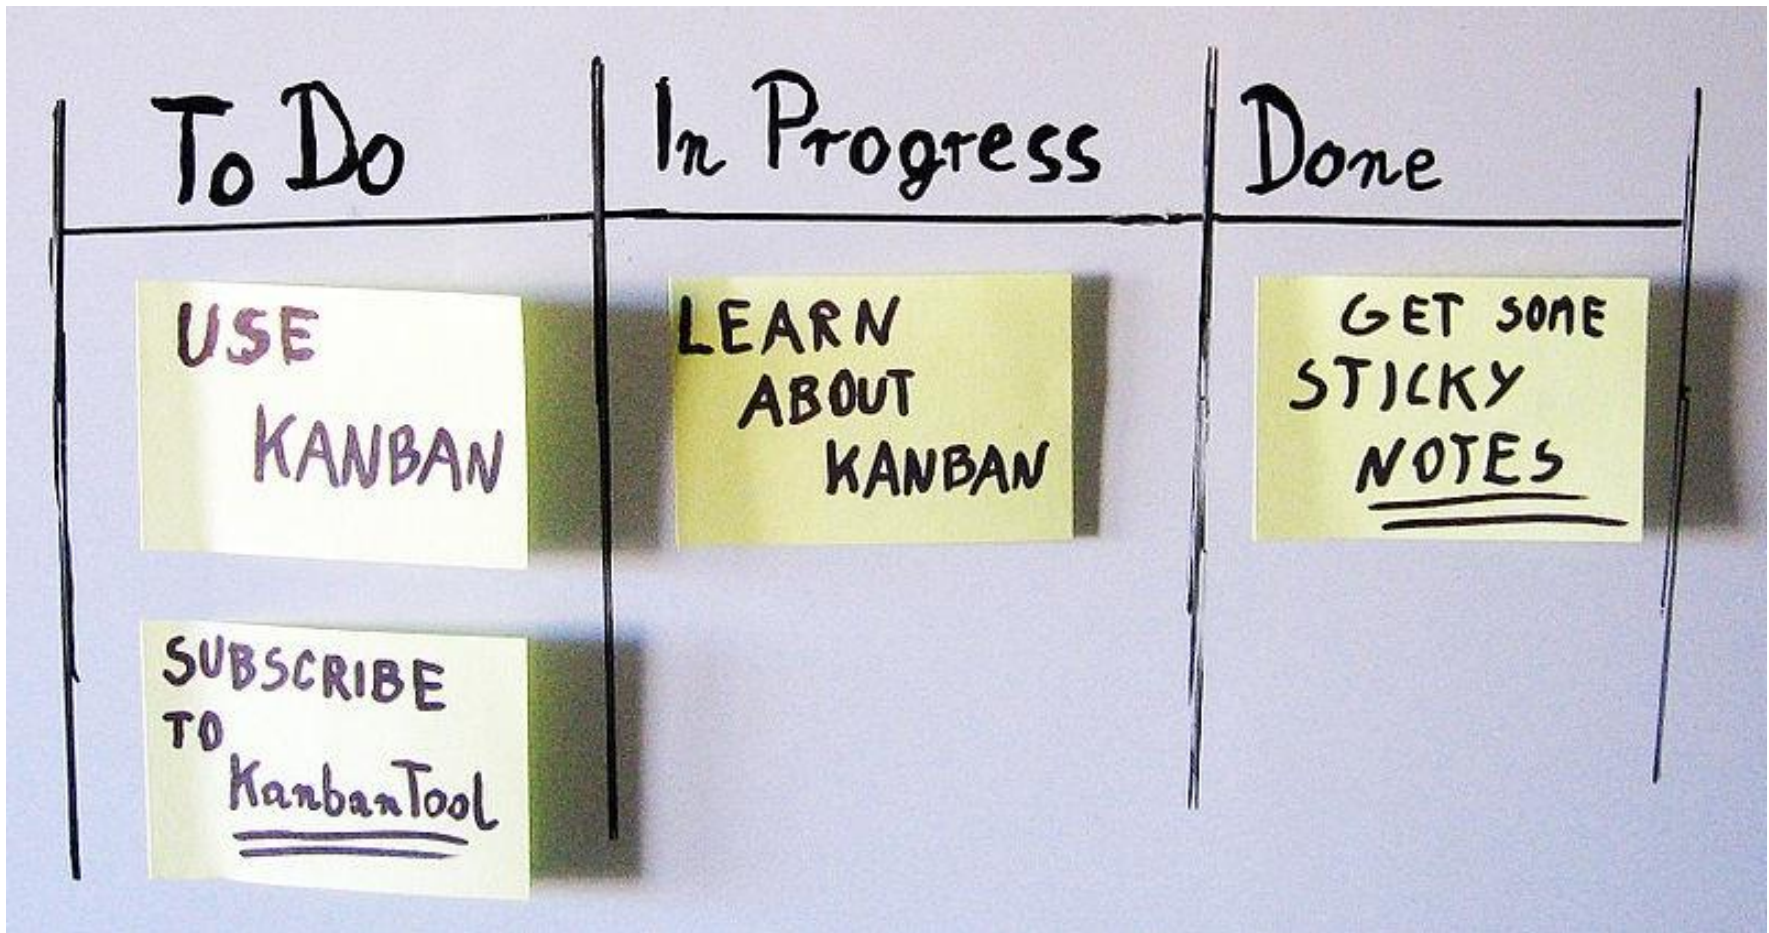 To Do
In Progress
Done
USE
KANBAN
SUBSCRIBE
TO
KanbanTool
LEARN
ABOUT
KANBAN
GET SOME
STICKY
NOTES